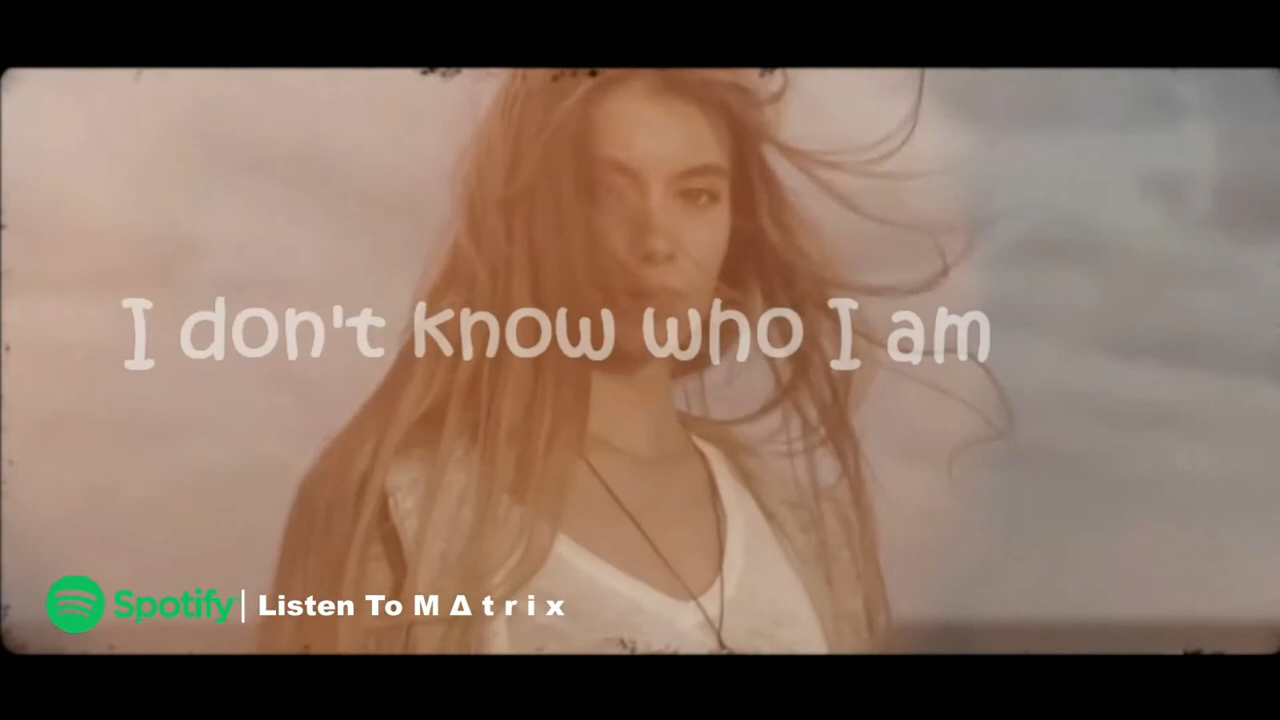 I don't know who I am
Spotify | Listen To M Δ t r i x